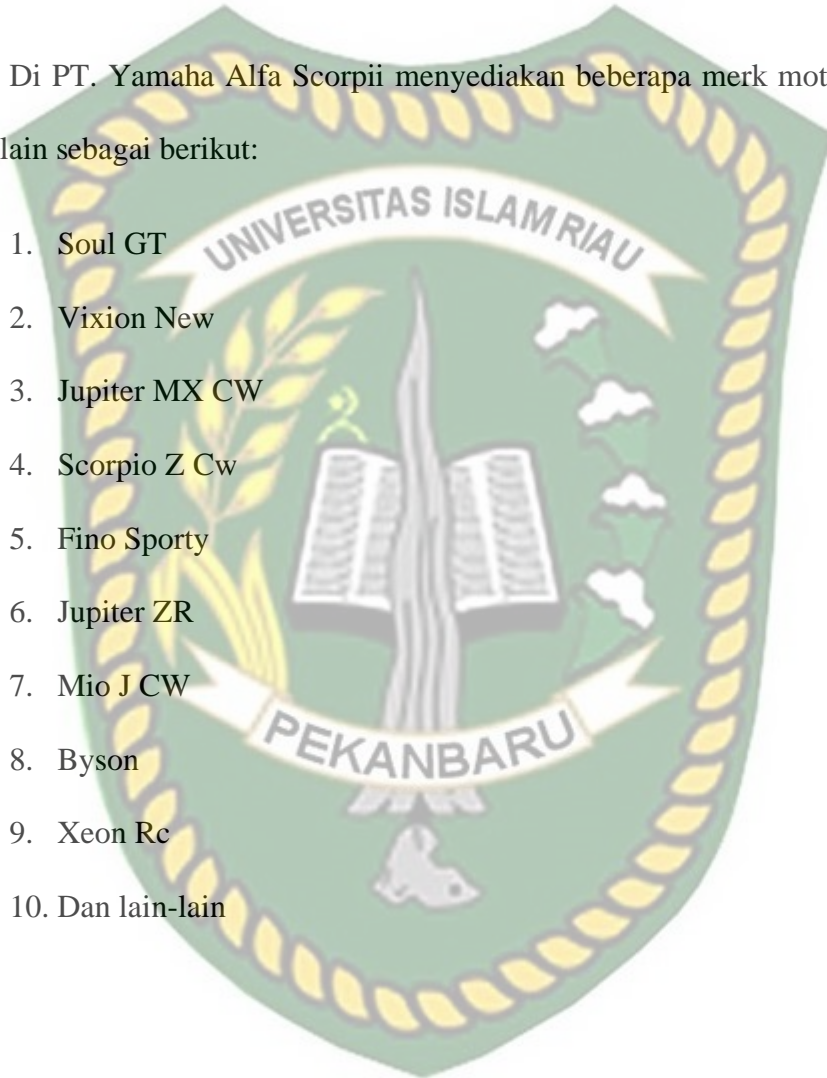 Di PT. Yamaha Alfa Scorpii menyediakan beberapa merk mot
lain sebagai berikut:
UNIVERSITAS ISLAM RIAU
1. Soul GT
2. Vixion New
3. Jupiter MX CW
4. Scorpio Z Cw
5. Fino Sporty
6. Jupiter ZR
7. Mio J CW
PEKANBARU
8. Byson
9. Xeon Rc
10. Dan lain-lain